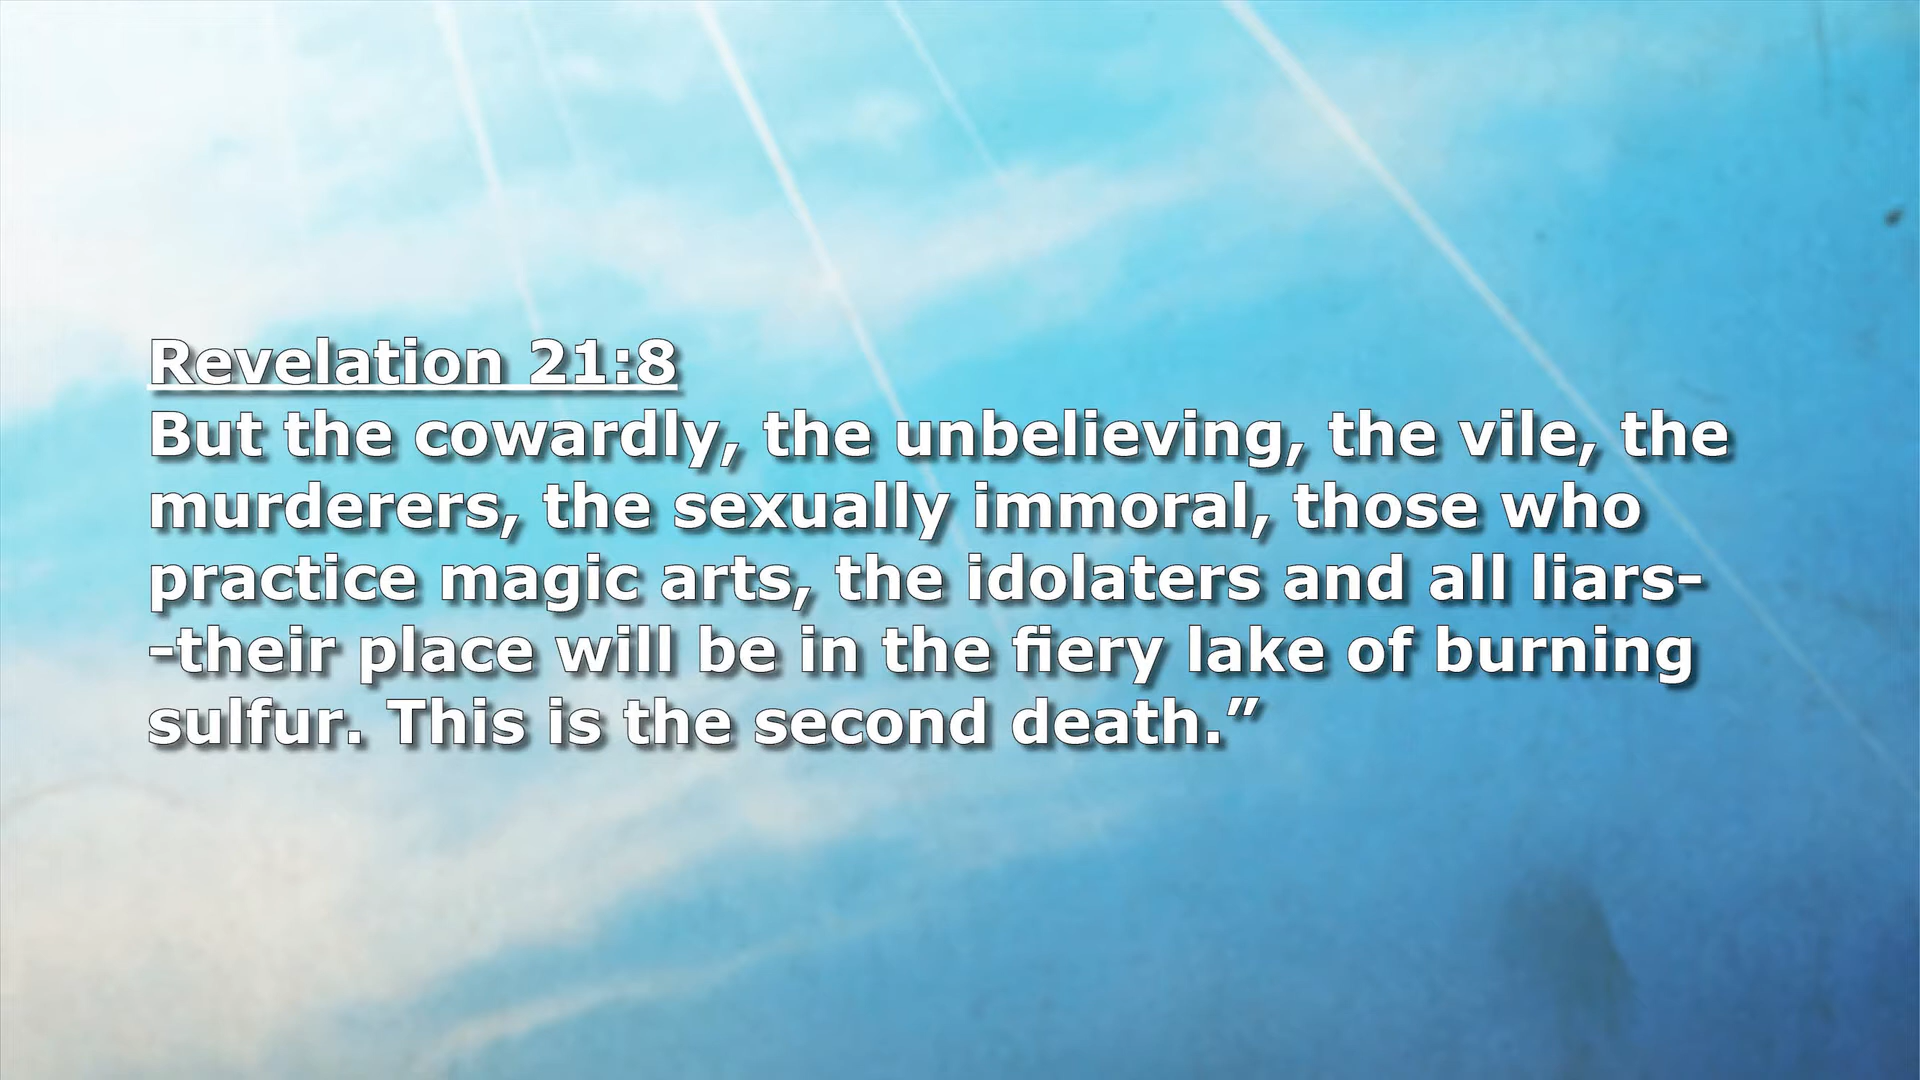 Revelation 21:8
But the cowardly, the unbelieving, the vile, the
murderers, the sexually immoral, those who
practice magic arts, the idolaters and all liars-
-their place will be in the fiery lake of burning
sulfur. This is the second death.”